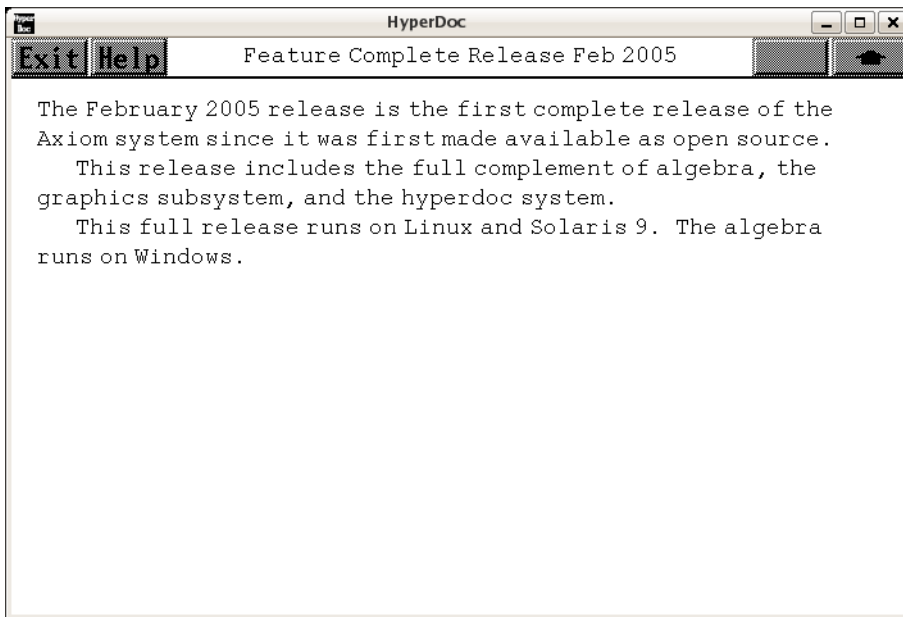 Hyper
Doc
HyperDoc
Exit Help Feature Complete Release Feb 2005
The February 2005 release is the first complete release of the
Axiom system since it was first made available as open source.
This release includes the full complement of algebra, the
graphics subsystem, and the hyperdoc system.
This full release runs on Linux and Solaris 9. The algebra
runs on Windows.